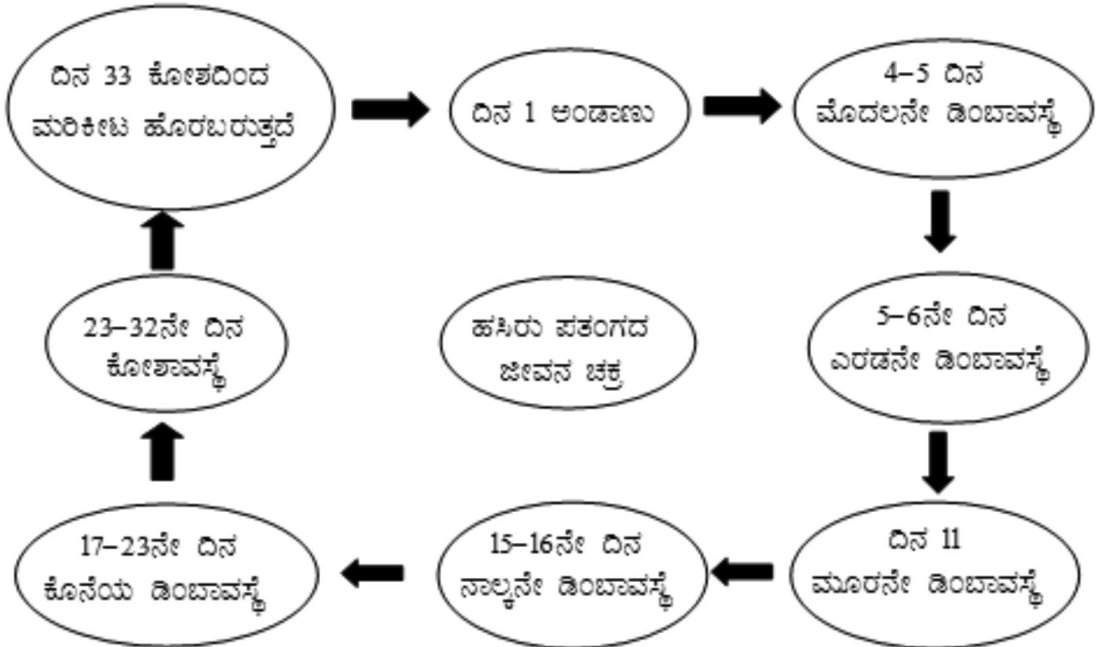 ದಿನ 33 ಕೋಶದಿಂದ
ಮರಿಕೀಟ ಹೊರಬರುತ್ತದೆ
ದಿನ 1 ಅಂಡಾಣು
4–5 ದಿನ
ಮೊದಲನೇ ಡಿಂಬಾವಸ್ಥೆ
23–32ನೇ ದಿನ
ಕೋಶಾವಸ್ಥೆ
ಹಸಿರು ಪತಂಗದ
ಜೀವನ ಚಕ್ರ
5–6ನೇ ದಿನ
ಎರಡನೇ ಡಿಂಬಾವಸ್ಥೆ
17–23ನೇ ದಿನ
ಕೊನೆಯ ಡಿಂಬಾವಸ್ಥೆ
15–16ನೇ ದಿನ
ನಾಲ್ಕನೇ ಡಿಂಬಾವಸ್ಥೆ
ದಿನ 11
ಮೂರನೇ ಡಿಂಬಾವಸ್ಥೆ